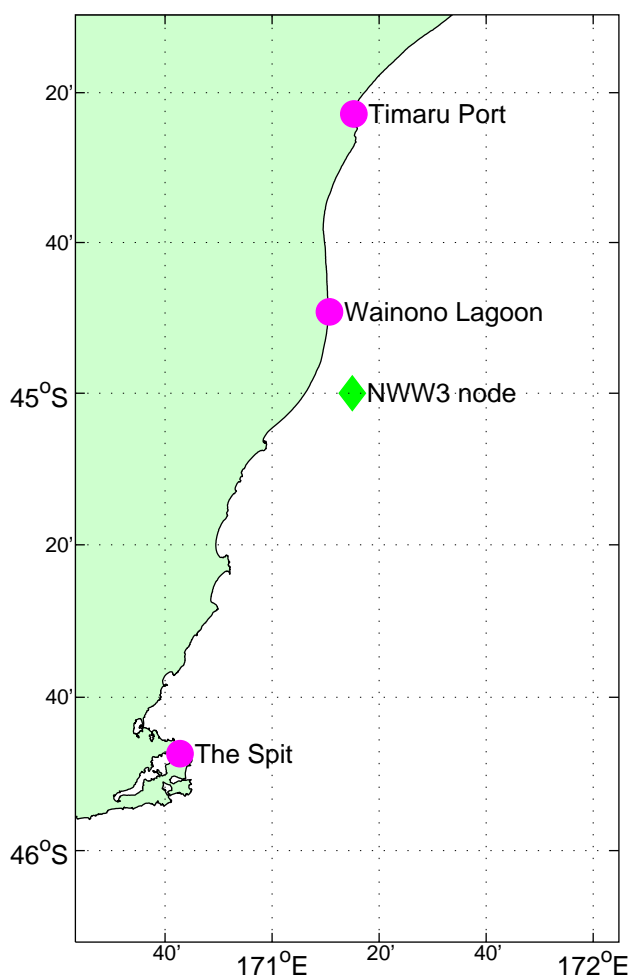 20'
Timaru Port
40'
Wainono Lagoon
45°S
NWW3 node
20'
40'
The Spit
46°S
40'
171°E
20'
40'
172°E